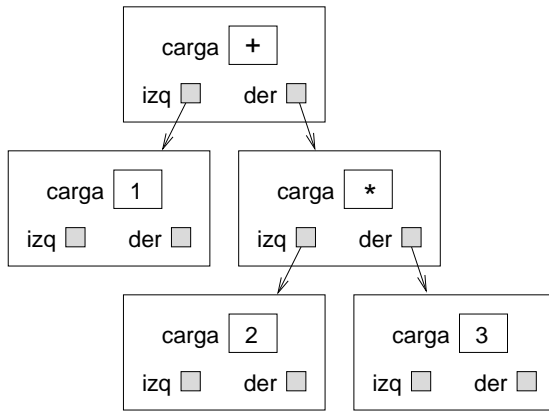 carga +
izq der
carga 1
izq der
carga *
izq der
carga 2
izq der
carga 3
izq der